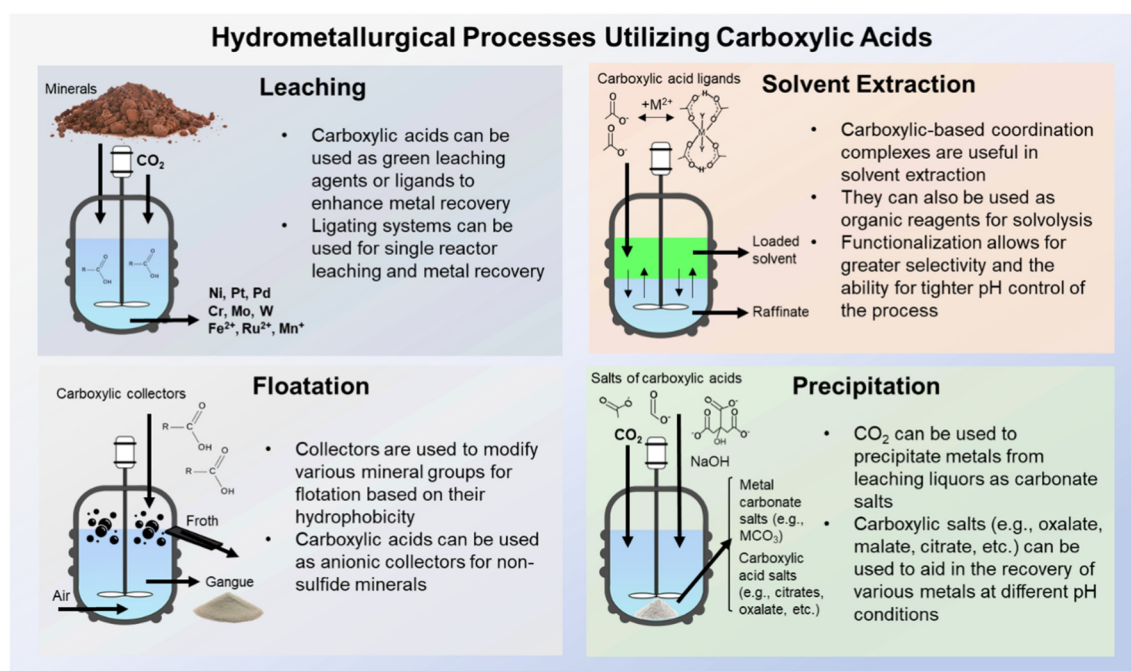 Hydrometallurgical Processes Utilizing Carboxylic Acids
Minerals
Leaching
CO₂
• Carboxylic acids can be
used as green leaching
agents or ligands to
enhance metal recovery
• Ligating systems can be
used for single reactor
leaching and metal recovery
R
C
O
OH
R
C
O
OH
Ni, Pt, Pd
Cr, Mo, W
Fe²⁺, Ru²⁺, Mn⁺
Carboxylic acid ligands
Solvent Extraction
+M²⁺
• Carboxylic-based coordination
complexes are useful in
solvent extraction
• They can also be used as
organic reagents for solvolysis
• Functionalization allows for
greater selectivity and the
ability for tighter pH control of
the process
Loaded
solvent
Raffinate
Floatation
Carboxylic collectors
R
C
O
OH
R
C
O
OH
• Collectors are used to modify
various mineral groups for
flotation based on their
hydrophobicity
• Carboxylic acids can be used
as anionic collectors for non-
sulfide minerals
Froth
Gangue
Air
Salts of carboxylic acids
Precipitation
CO₂
NaOH
• CO₂ can be used to
precipitate metals from
leaching liquors as carbonate
salts
• Carboxylic salts (e.g., oxalate,
malate, citrate, etc.) can be
used to aid in the recovery of
various metals at different pH
conditions
Metal
carbonate
salts (e.g.,
MCO₃)
Carboxylic
acid salts
(e.g., citrates,
oxalate, etc.)